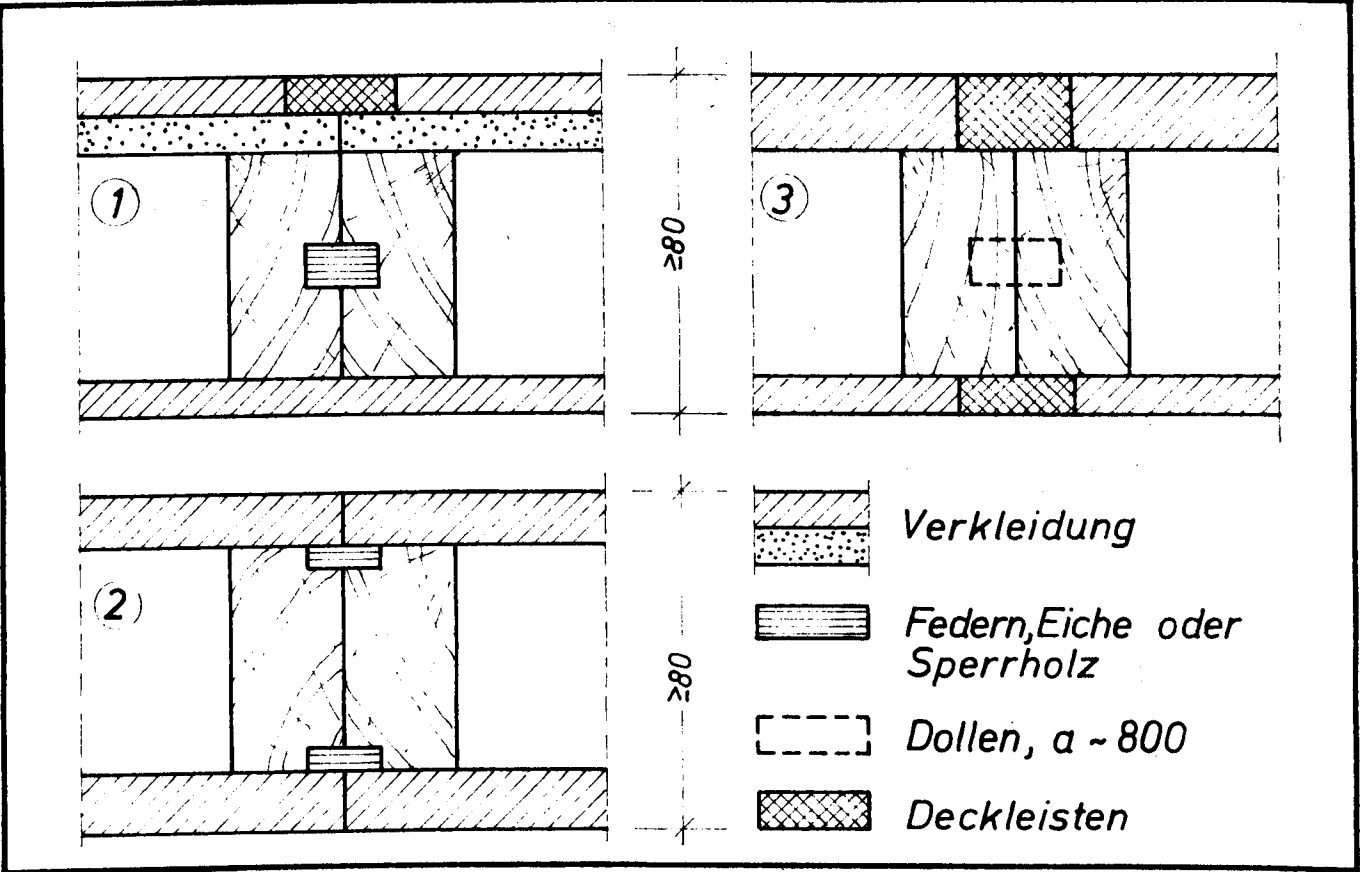 1
≥80
3
2
≥80
Verkleidung
Federn, Eiche oder
Sperrholz
Dollen, a ~ 800
Deckleisten